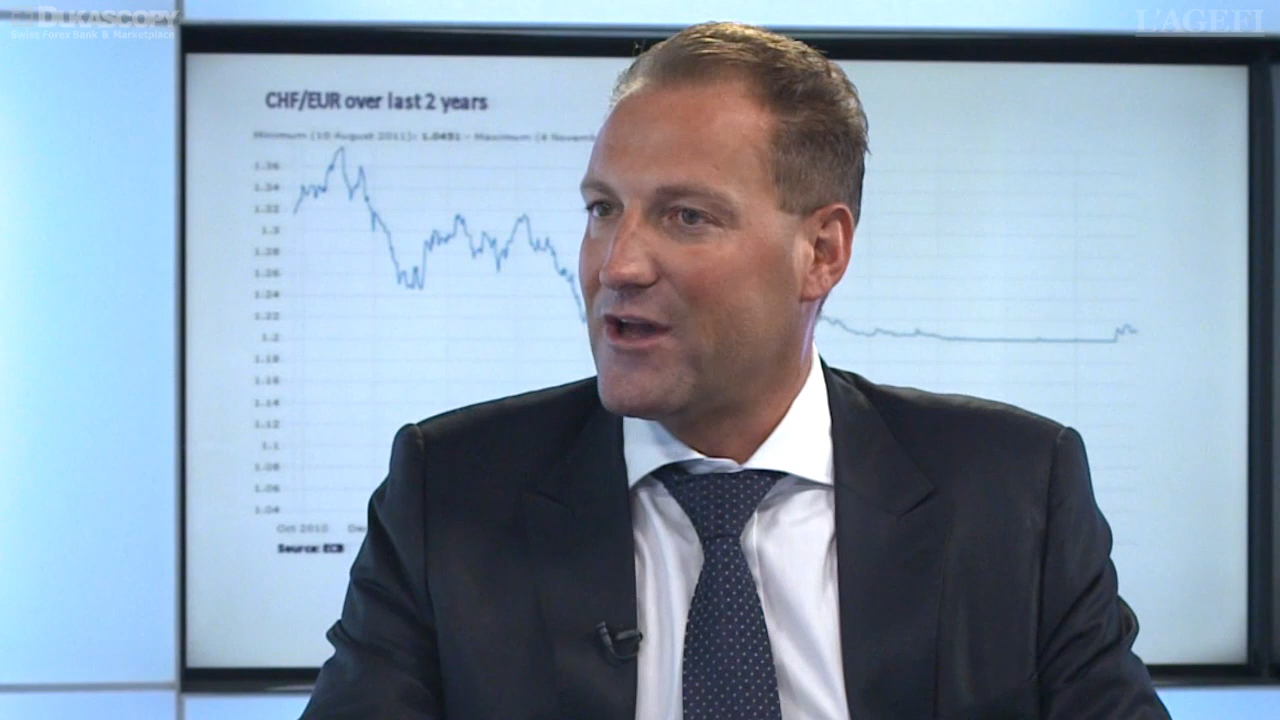 DUKASCOPY
Swiss Forex Bank & Marketplace
L'AGEFI
CHF/EUR over last 2 years
Minimum (10 August 2011): 1.0451 - Maximum (4 Novem
1.36
1.34
1.32
1.3
1.28
1.26
1.24
1.22
1.2
1.18
1.16
1.14
1.12
1.1
1.08
1.06
1.04
Oct 2010 De
Source: ECB